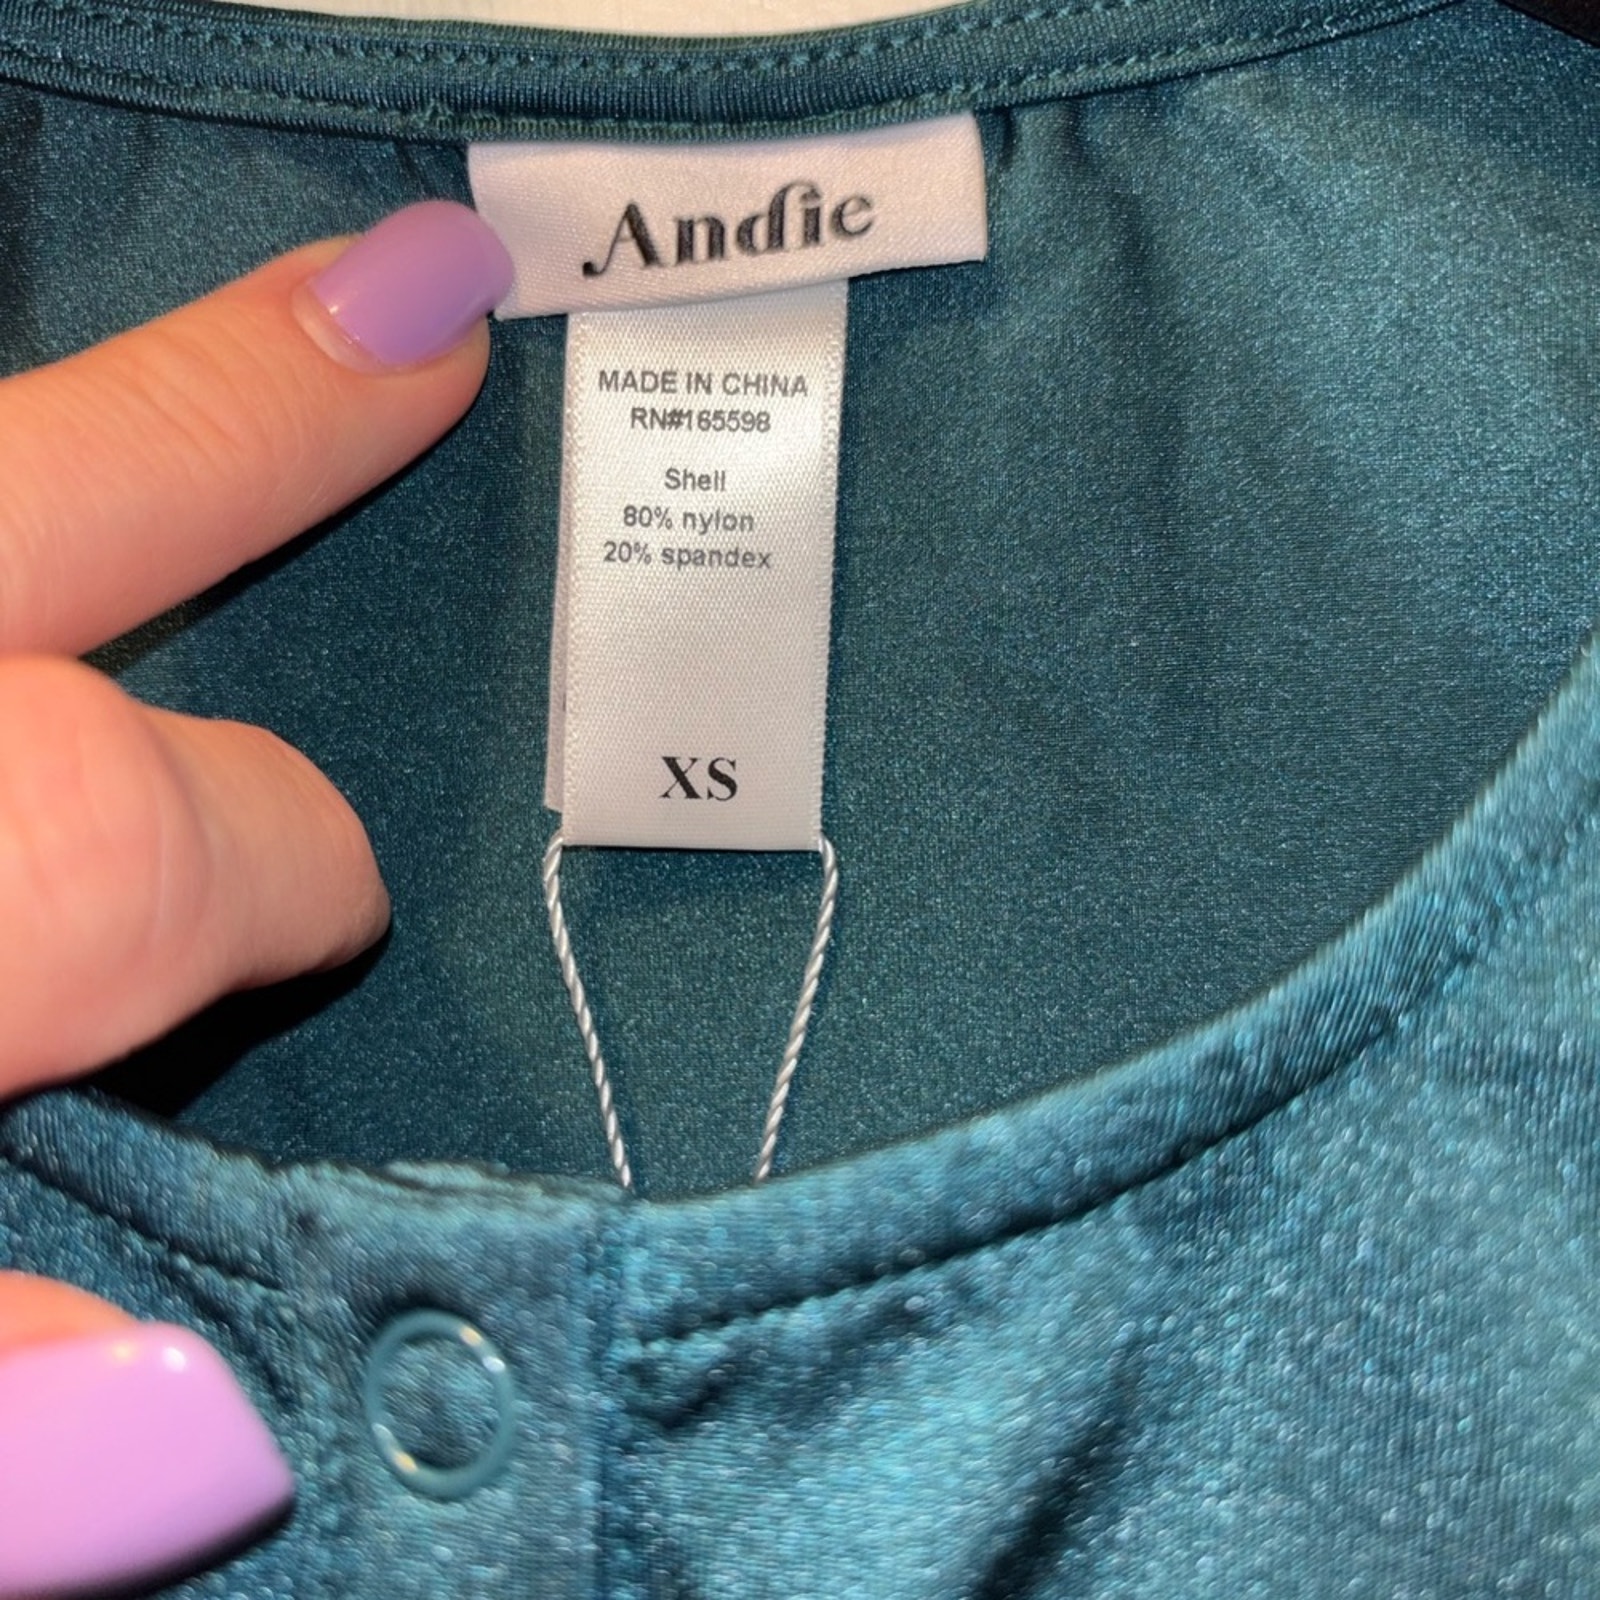 Andie
MADE IN CHINA
RN#165598
Shell
80% nylon
20% spandex
XS